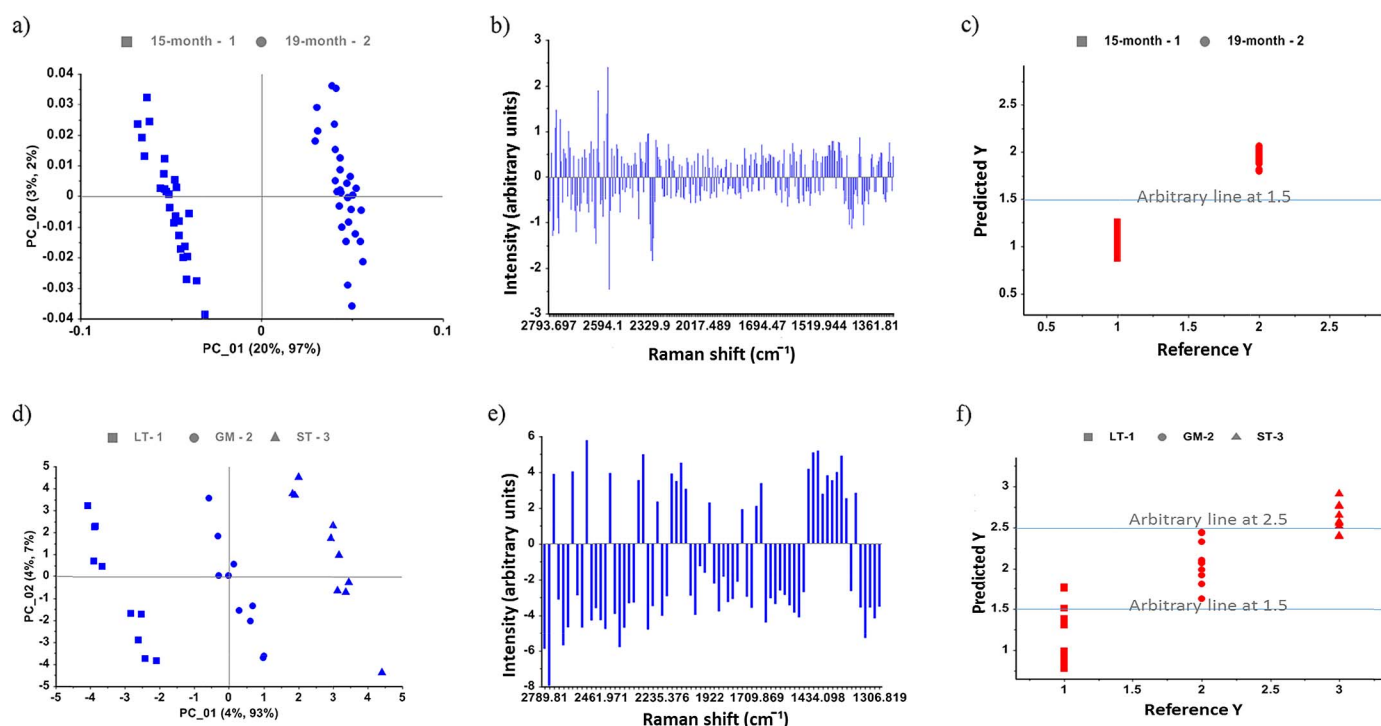 a)
15-month - 1 19-month - 2
0.04
0.03
0.02
0.01
0
-0.01
-0.02
-0.03
-0.04
PC_02 (3%, 2%)
-0.1 0 0.1
PC_01 (20%, 97%)
b)
3
2
1
0
-1
-2
-3
Intensity (arbitrary units)
2793.697 2594.1 2329.9 2017.489 1694.47 1519.944 1361.81
Raman shift (cm⁻¹)
c)
15-month - 1 19-month - 2
2.5
2
1.5
1
0.5
Predicted Y
Arbitrary line at 1.5
0.5 1 1.5 2 2.5
Reference Y
d)
LT- 1 GM - 2 ST - 3
5
4
3
2
1
0
-1
-2
-3
-4
-5
PC_02 (4%, 7%)
-5 -4 -3 -2 -1 0 1 2 3 4 5
PC_01 (4%, 93%)
e)
6
4
2
0
-2
-4
-6
-8
Intensity (arbitrary units)
2789.81 2461.971 2235.376 1922 1709.869 1434.098 1306.819
Raman shift (cm⁻¹)
f)
LT-1 GM-2 ST-3
3
2.5
2
1.5
1
Predicted Y
Arbitrary line at 2.5
Arbitrary line at 1.5
1 1.5 2 2.5 3
Reference Y